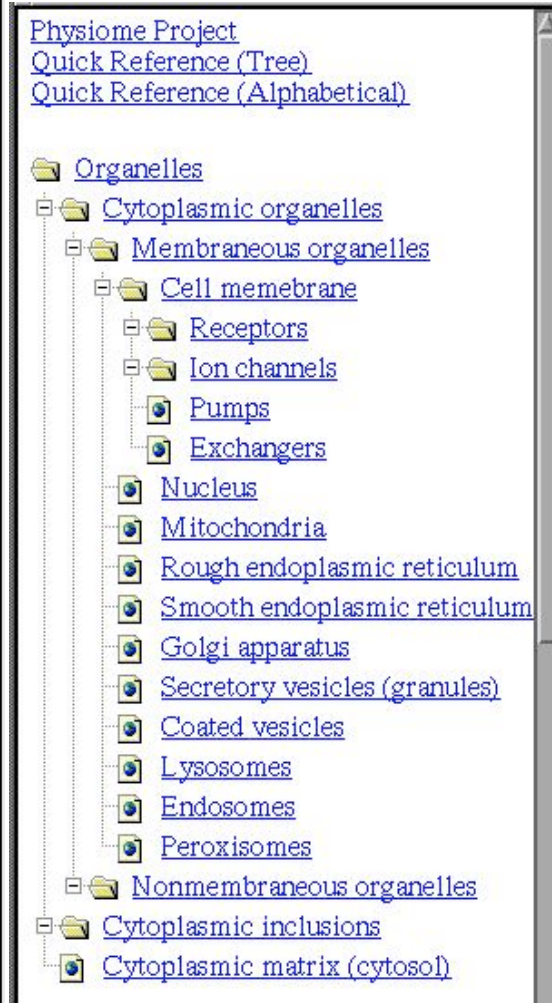 Physiome Project
Quick Reference (Tree)
Quick Reference (Alphabetical)
Organelles
Cytoplasmic organelles
Membraneous organelles
Cell memebrane
Receptors
Ion channels
Pumps
Exchangers
Nucleus
Mitochondria
Rough endoplasmic reticulum
Smooth endoplasmic reticulum
Golgi apparatus
Secretory vesicles (granules)
Coated vesicles
Lysosomes
Endosomes
Peroxisomes
Nonmembraneous organelles
Cytoplasmic inclusions
Cytoplasmic matrix (cytosol)